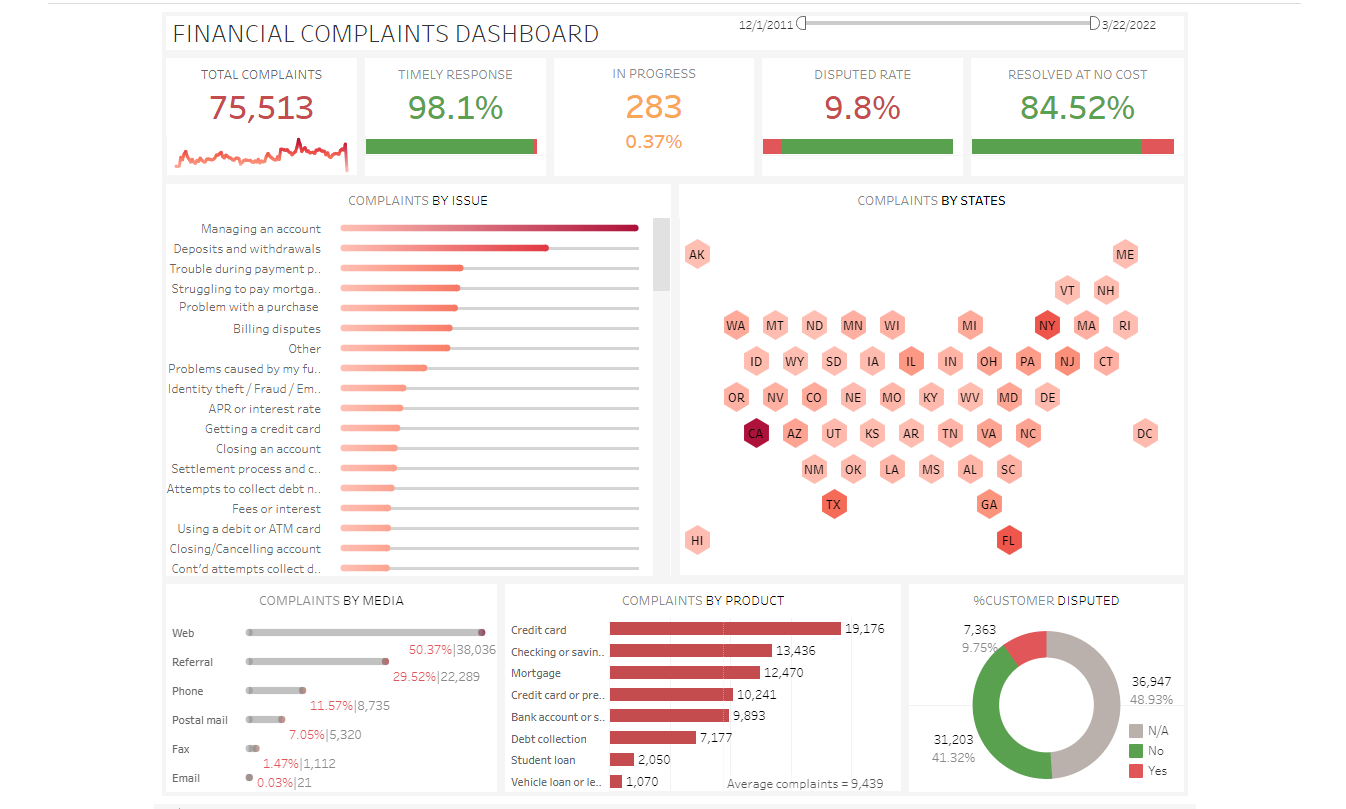 FINANCIAL COMPLAINTS DASHBOARD
12/1/2011
3/22/2022
TOTAL COMPLAINTS
75,513
TIMELY RESPONSE
98.1%
IN PROGRESS
283
0.37%
DISPUTED RATE
9.8%
RESOLVED AT NO COST
84.52%
COMPLAINTS BY ISSUE
Managing an account
Deposits and withdrawals
Trouble during payment p..
Struggling to pay mortga..
Problem with a purchase
Billing disputes
Other
Problems caused by my fu..
Identity theft / Fraud / Em..
APR or interest rate
Getting a credit card
Closing an account
Settlement process and c..
Attempts to collect debt n..
Fees or interest
Using a debit or ATM card
Closing/Cancelling account
Cont'd attempts collect d..
COMPLAINTS BY STATES
AK ME
VT NH
WA MT ND MN WI MI NY MA RI
ID WY SD IA IL IN OH PA NJ CT
OR NV CO NE MO KY WV MD DE
CA AZ UT KS AR TN VA NC DC
NM OK LA MS AL SC
TX GA
HI FL
COMPLAINTS BY MEDIA
Web
50.37%|38,036
Referral
29.52%|22,289
Phone
11.57%|8,735
Postal mail
7.05%|5,320
Fax
1.47%|1,112
Email
0.03%|21
COMPLAINTS BY PRODUCT
Credit card 19,176
Checking or savin.. 13,436
Mortgage 12,470
Credit card or pre.. 10,241
Bank account or s.. 9,893
Debt collection 7,177
Student loan 2,050
Vehicle loan or le.. 1,070
Average complaints = 9,439
%CUSTOMER DISPUTED
7,363
9.75%
36,947
48.93%
31,203
41.32%
N/A
No
Yes